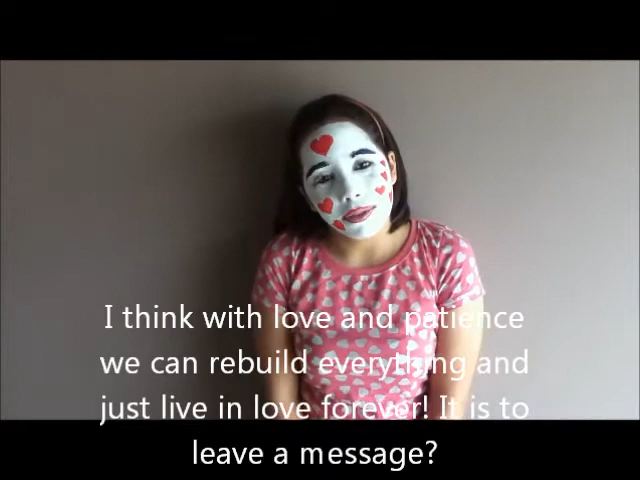 I think with love and patience
we can rebuild everything and
just live in love forever! It is to
leave a message?